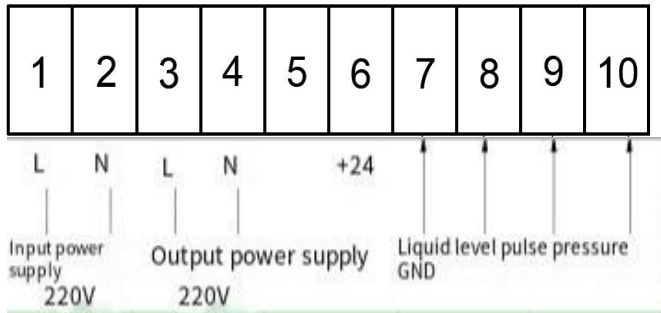 1 2 3 4 5 6 7 8 9 10
L N L N +24
Input power supply Output power supply Liquid level pulse pressure GND
220V 220V